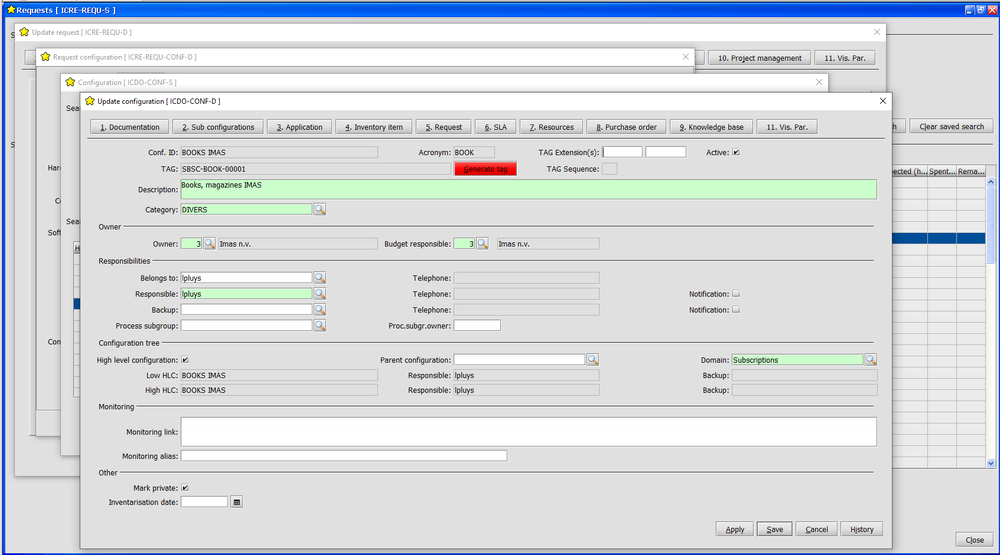 Requests [ ICRE-REQU-S ]
Update request [ ICRE-REQU-D ]
Request configuration [ ICRE-REQU-CONF-D ]
10. Project management
11. Vis. Par.
Configuration [ ICDO-CONF-S ]
Update configuration [ ICDO-CONF-D ]
1. Documentation
2. Sub configurations
3. Application
4. Inventory item
5. Request
6. SLA
7. Resources
8. Purchase order
9. Knowledge base
11. Vis. Par.
Clear saved search
Conf. ID: BOOKS IMAS Acronym: BOOK TAG Extension(s): Active:
TAG: SBSC-BOOK-00001 Generate tag TAG Sequence:
Spent... Rema...
Description: Books, magazines IMAS
Category: DIVERS
Owner
Owner: 3 Imas n.v. Budget responsible: 3 Imas n.v.
Responsibilities
Belongs to: lpluys Telephone:
Responsible: lpluys Telephone: Notification:
Backup: Telephone: Notification:
Process subgroup: Proc.subgr.owner:
Configuration tree
High level configuration: Parent configuration: Domain: Subscriptions
Low HLC: BOOKS IMAS Responsible: lpluys Backup:
High HLC: BOOKS IMAS Responsible: lpluys Backup:
Monitoring
Monitoring link:
Monitoring alias:
Other
Mark private:
Inventarisation date:
Apply Save Cancel History
Close